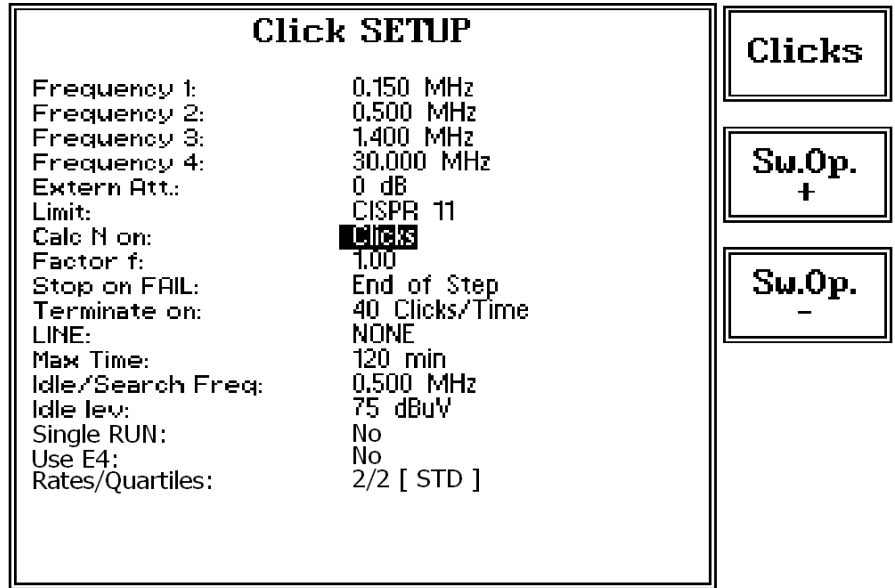 Click SETUP
Frequency 1: 0.150 MHz
Frequency 2: 0.500 MHz
Frequency 3: 1.400 MHz
Frequency 4: 30.000 MHz
Extern Att.: 0 dB
Limit: CISPR 11
Calc N on: Clicks
Factor f: 1.00
Stop on FAIL: End of Step
Terminate on: 40 Clicks/Time
LINE: NONE
Max Time: 120 min
Idle/Search Freq: 0.500 MHz
Idle lev: 75 dBuV
Single RUN: No
Use E4: No
Rates/Quartiles: 2/2 [ STD ]
Clicks
Sw.Op.
+
Sw.Op.
-